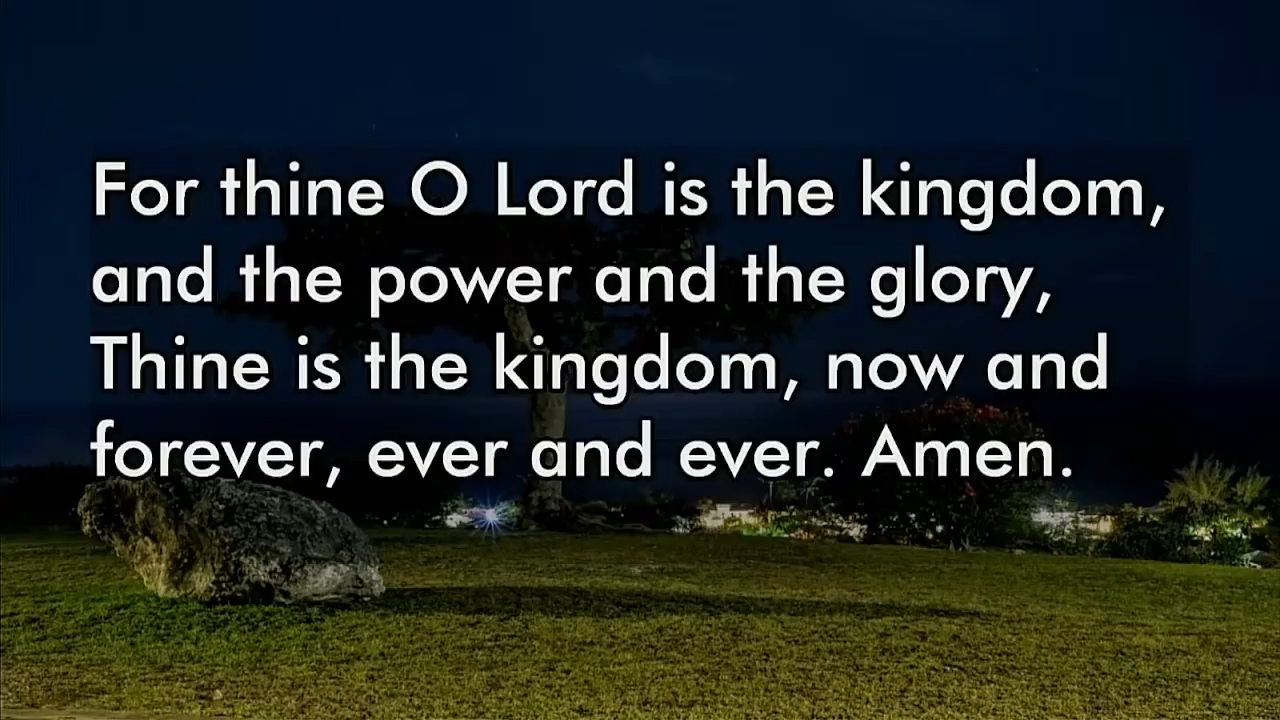 For thine O Lord is the kingdom,
and the power and the glory,
Thine is the kingdom, now and
forever, ever and ever. Amen.